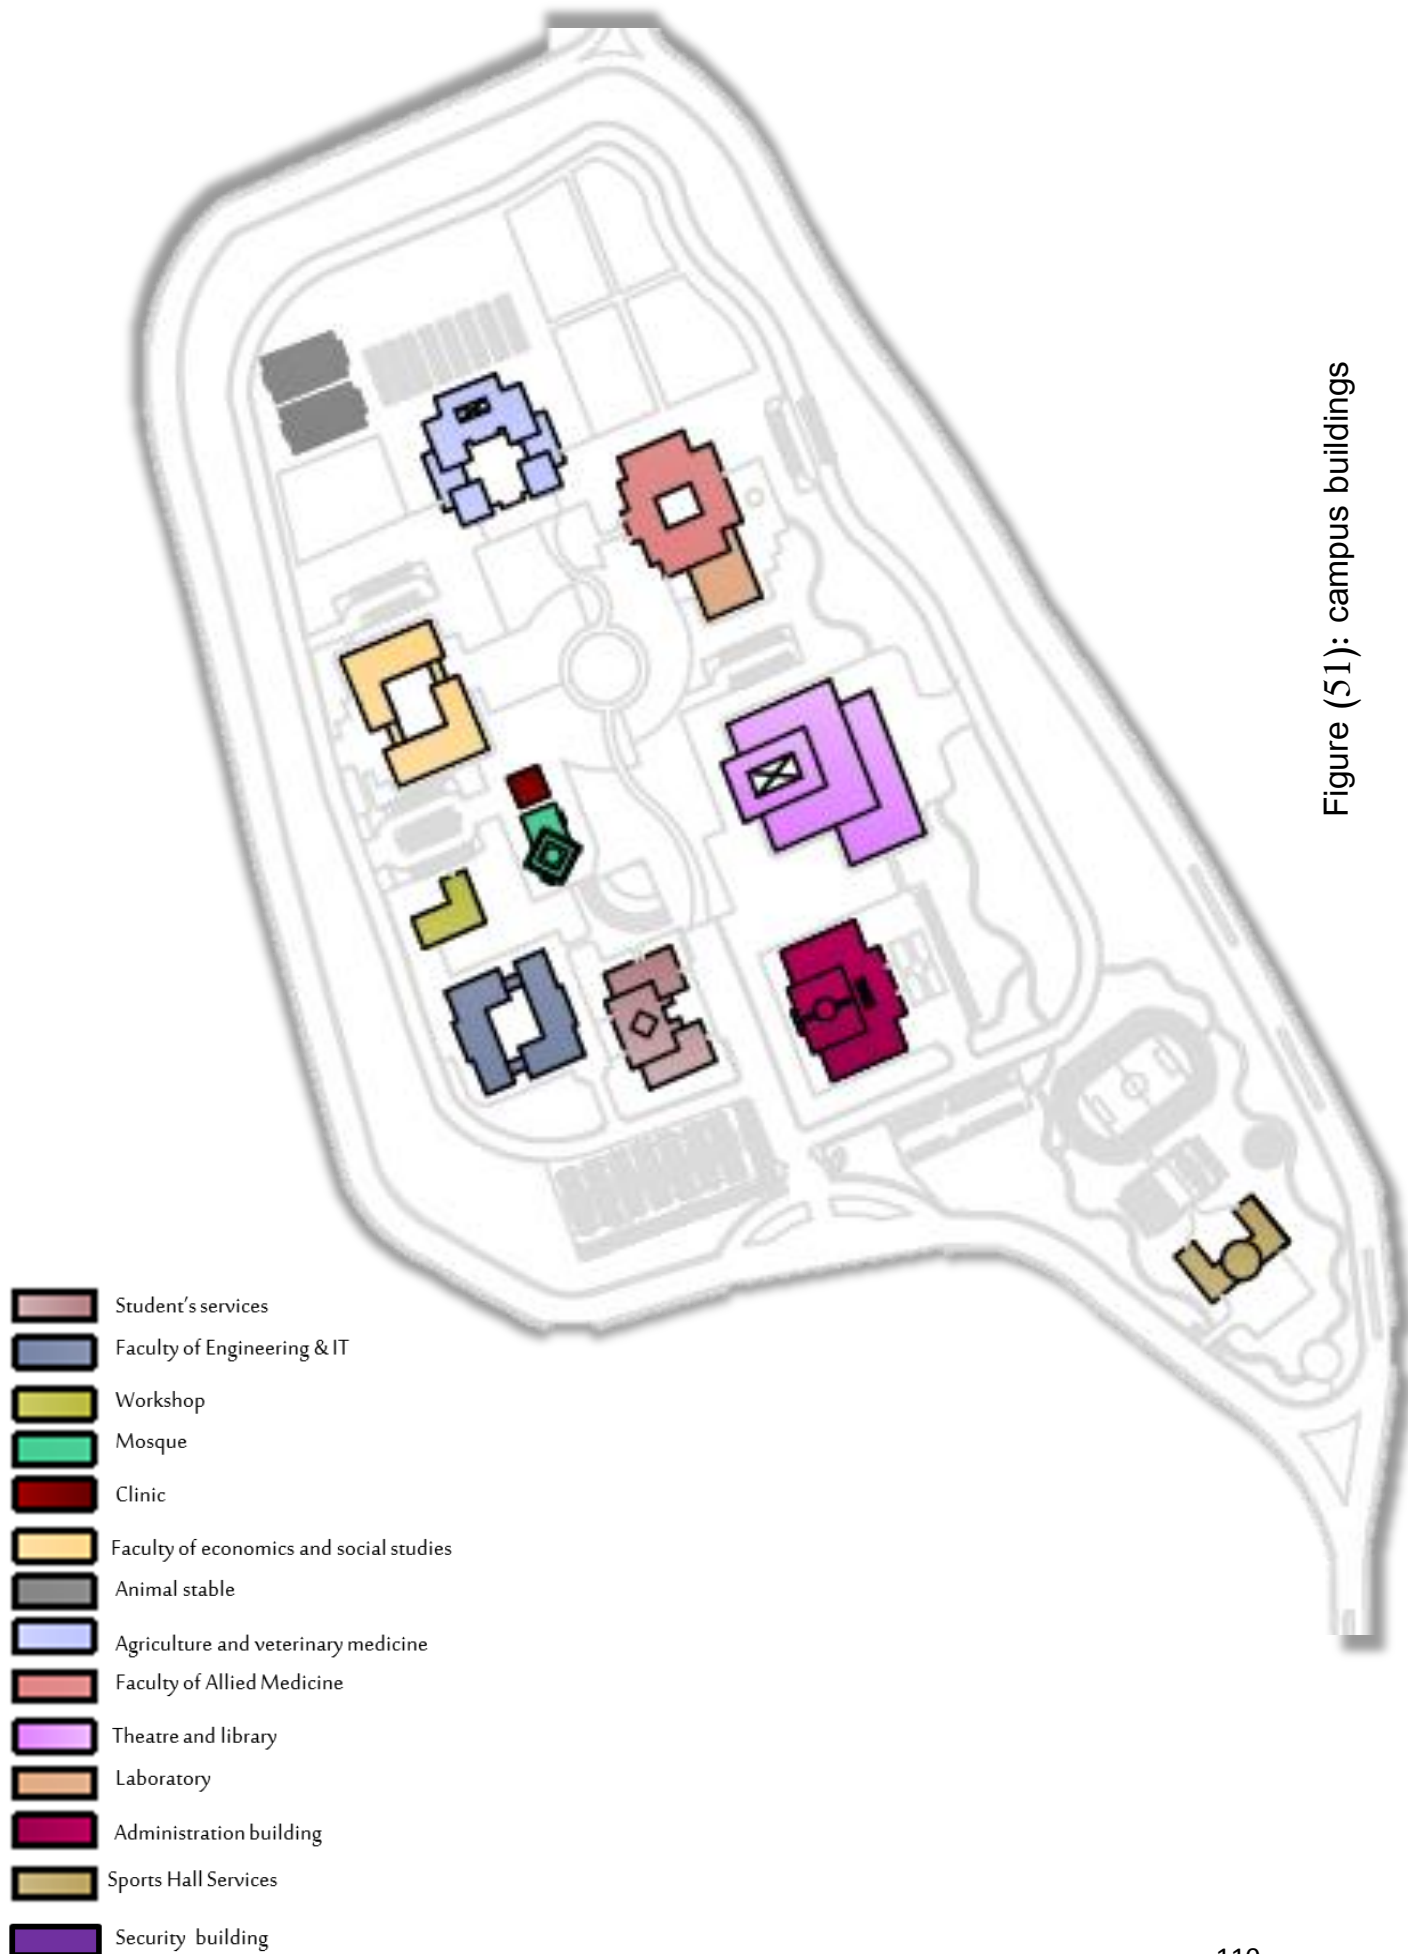 Figure (51): campus buildings
Student's services
Faculty of Engineering & IT
Workshop
Mosque
Clinic
Faculty of economics and social studies
Animal stable
Agriculture and veterinary medicine
Faculty of Allied Medicine
Theatre and library
Laboratory
Administration building
Sports Hall Services
Security building